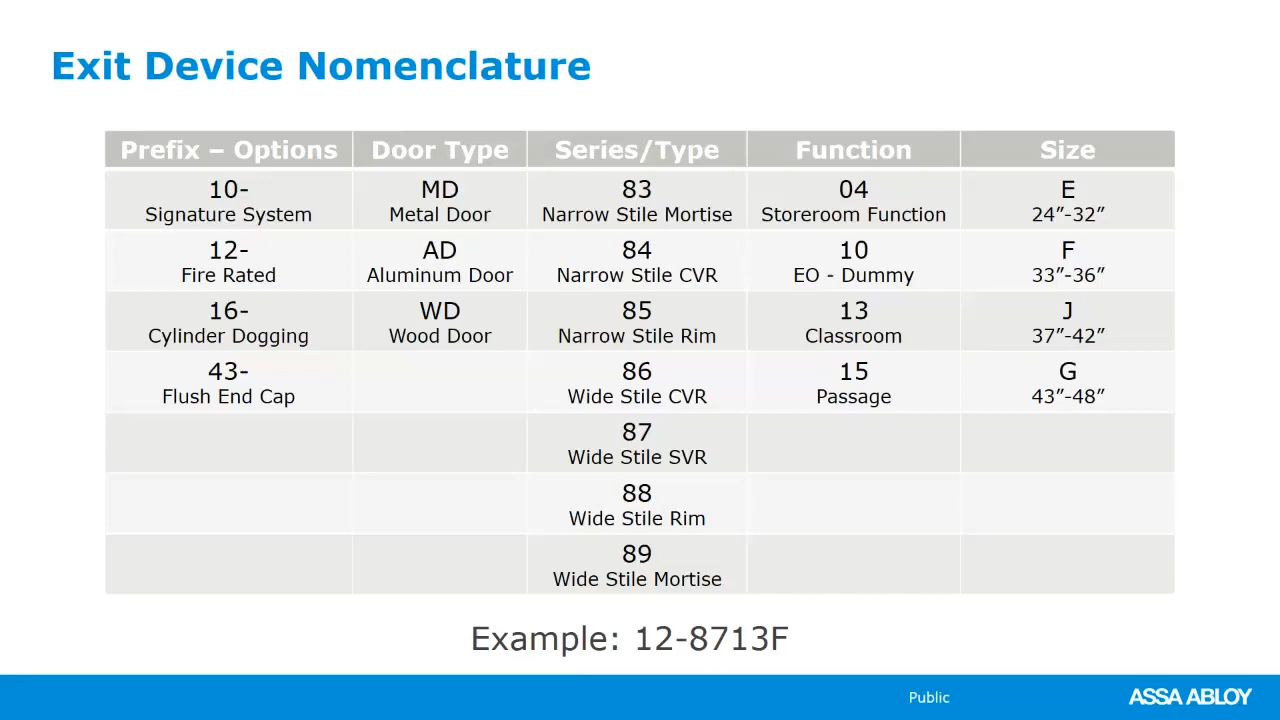 Exit Device Nomenclature
Prefix – Options Door Type Series/Type Function Size
10- MD 83 04 E
Signature System Metal Door Narrow Stile Mortise Storeroom Function 24”-32”
12- AD 84 10 F
Fire Rated Aluminum Door Narrow Stile CVR EO - Dummy 33”-36”
16- WD 85 13 J
Cylinder Dogging Wood Door Narrow Stile Rim Classroom 37”-42”
43- 86 15 G
Flush End Cap Wide Stile CVR Passage 43”-48”
87
Wide Stile SVR
88
Wide Stile Rim
89
Wide Stile Mortise
Example: 12-8713F
Public ASSA ABLOY